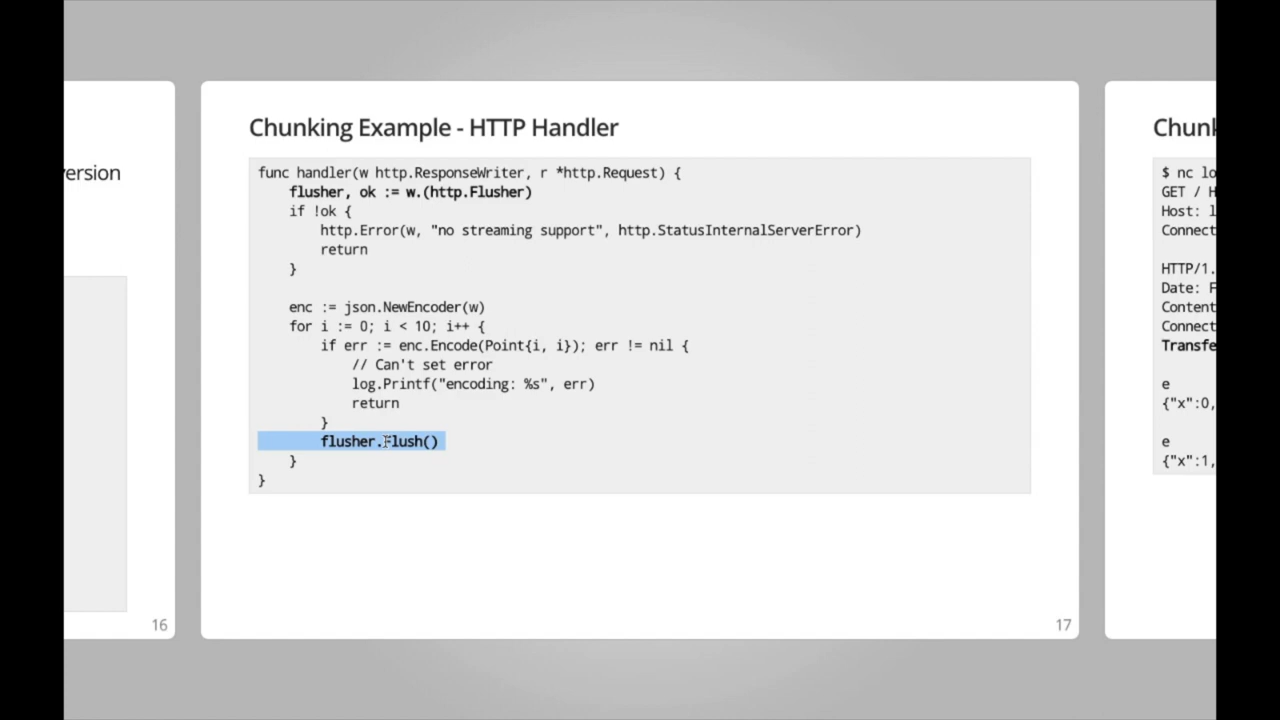 ersion
16
Chunking Example - HTTP Handler
func handler(w http.ResponseWriter, r *http.Request) {
    flusher, ok := w.(http.Flusher)
    if !ok {
        http.Error(w, "no streaming support", http.StatusInternalServerError)
        return
    }
    enc := json.NewEncoder(w)
    for i := 0; i < 10; i++ {
        if err := enc.Encode(Point{i, i}); err != nil {
            // Can't set error
            log.Printf("encoding: %s", err)
            return
        }
        flusher.Flush()
    }
}
17
Chunk
$ nc lo
GET / H
Host: l
Connect
HTTP/1.
Date: F
Content
Connect
Transfe
e
{"x":0,
e
{"x":1,